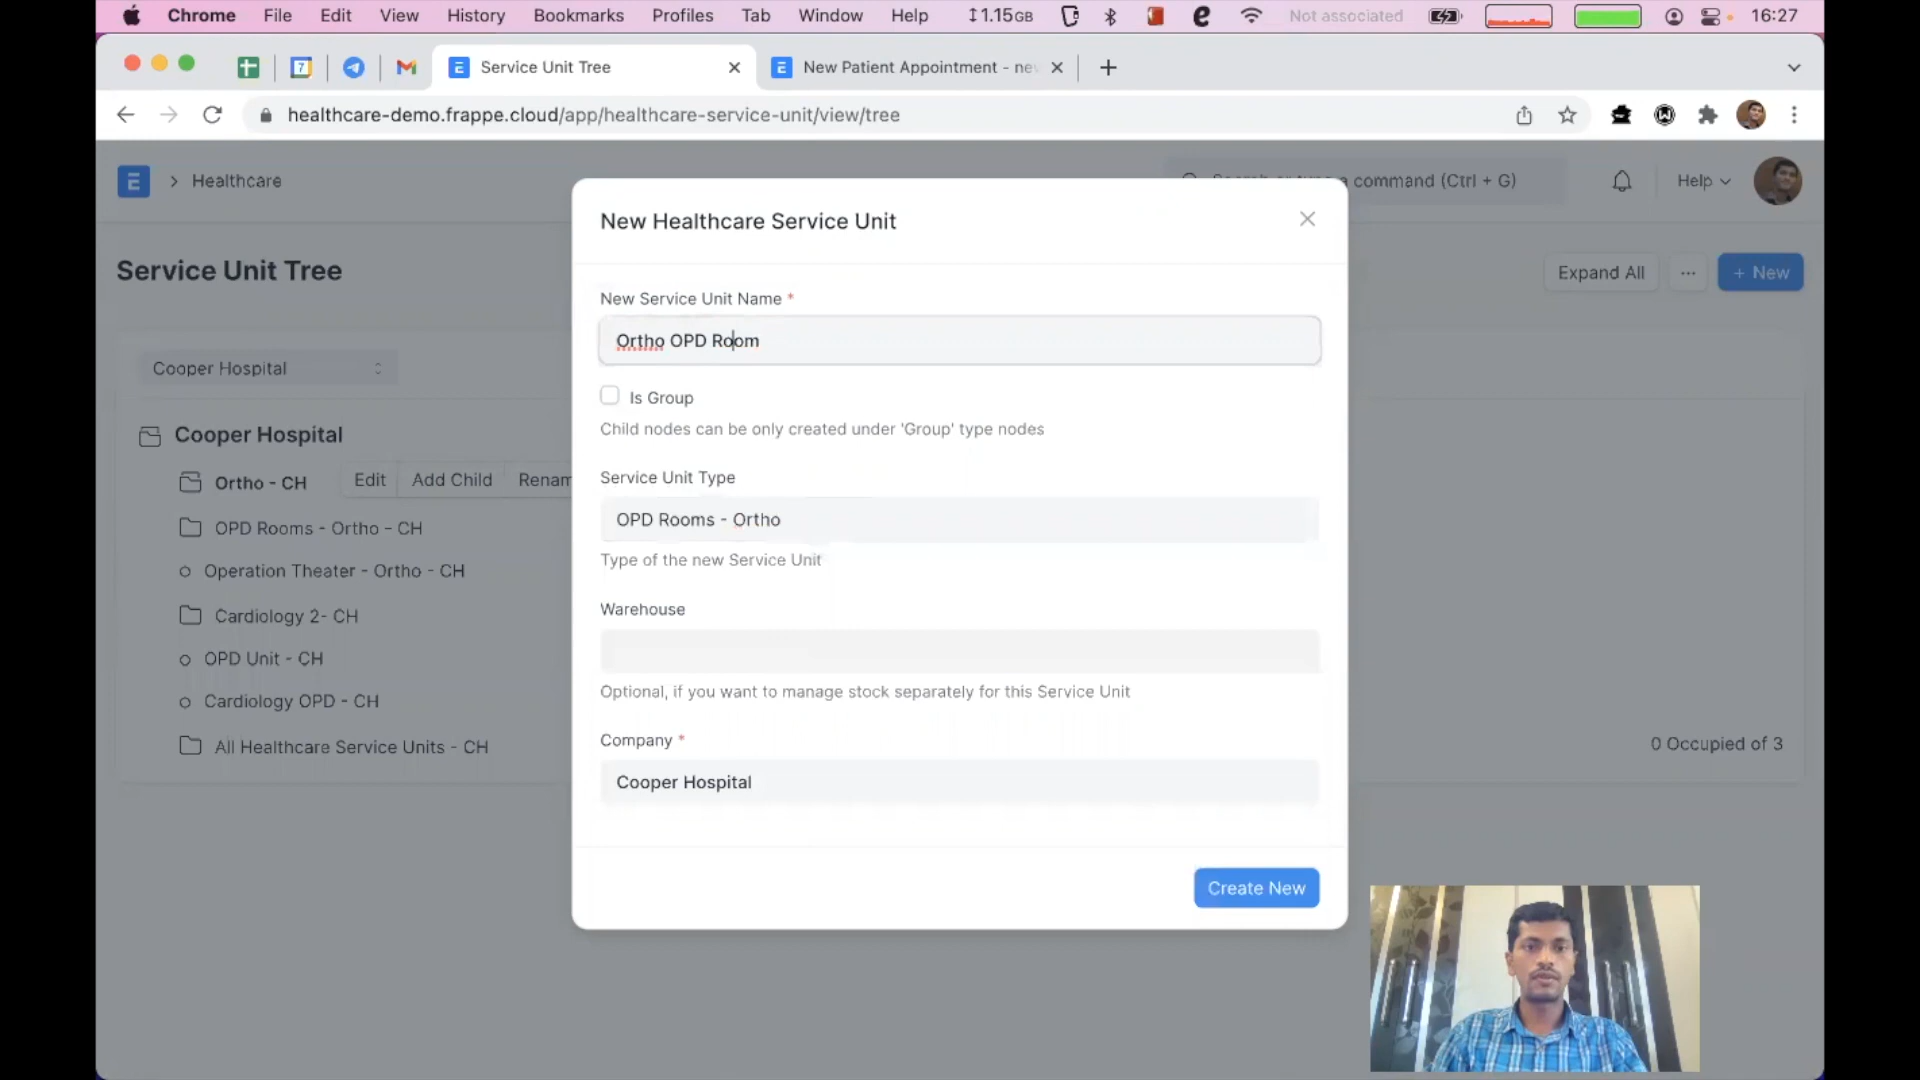 Chrome File Edit View History Bookmarks Profiles Tab Window Help 1.15GB Not associated 16:27
7 Service Unit Tree New Patient Appointment - ne
healthcare-demo.frappe.cloud/app/healthcare-service-unit/view/tree
Healthcare a command (Ctrl + G) Help
New Healthcare Service Unit
Service Unit Tree Expand All + New
New Service Unit Name *
Ortho OPD Room
Cooper Hospital
Is Group
Child nodes can be only created under 'Group' type nodes
Cooper Hospital
Ortho - CH Edit Add Child Renam
Service Unit Type
OPD Rooms - Ortho
OPD Rooms - Ortho - CH
Type of the new Service Unit
Operation Theater - Ortho - CH
Warehouse
Cardiology 2- CH
OPD Unit - CH
Optional, if you want to manage stock separately for this Service Unit
Cardiology OPD - CH
Company *
All Healthcare Service Units - CH 0 Occupied of 3
Cooper Hospital
Create New